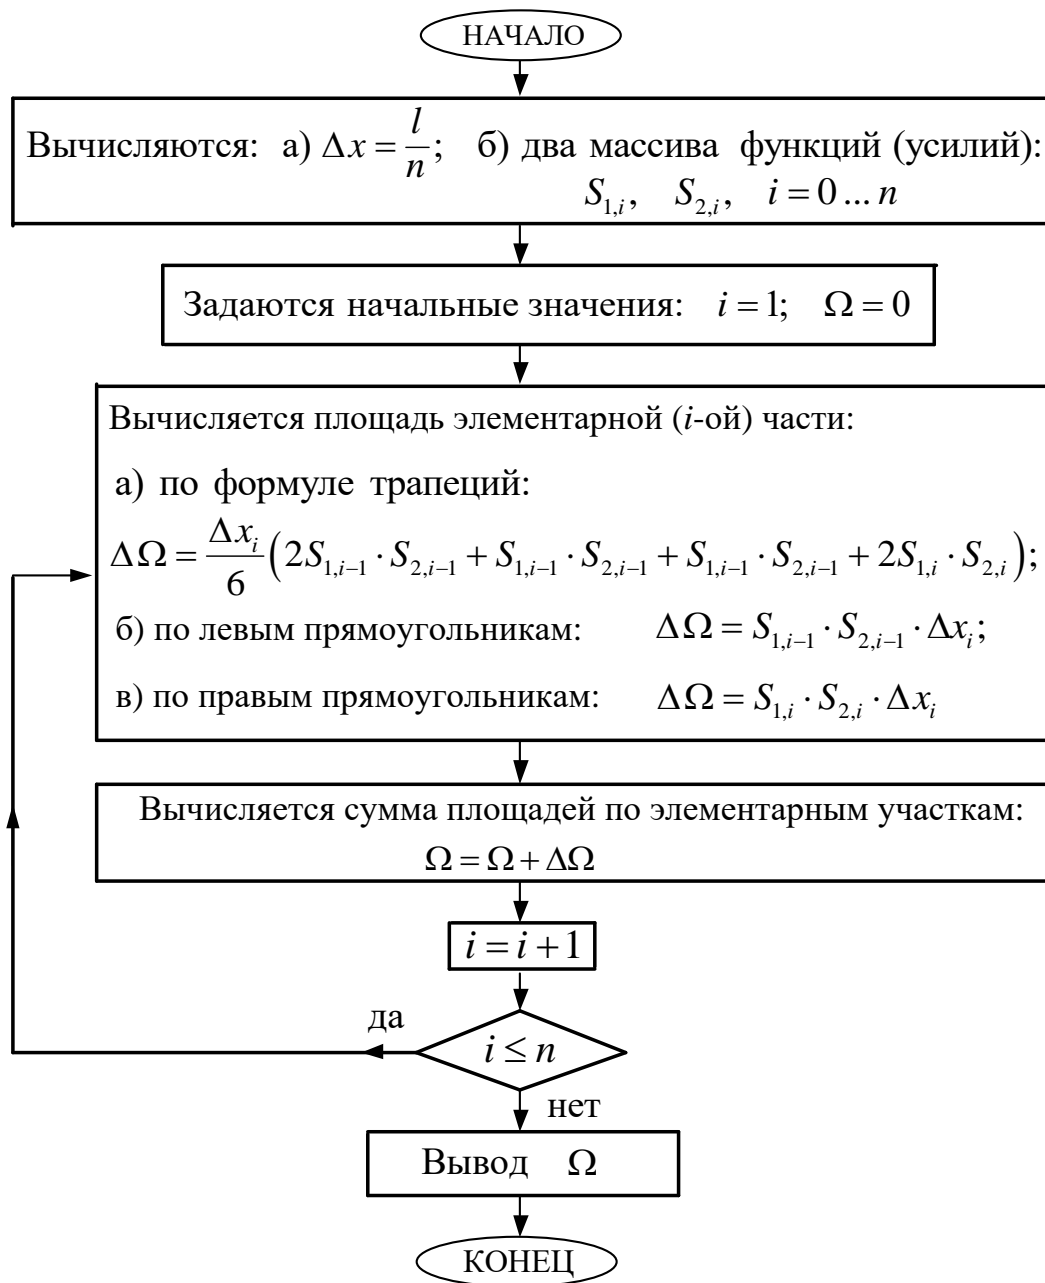 НАЧАЛО
Вычисляются: а) Δx = l/n; б) два массива функций (усилий):
S₁,ᵢ, S₂,ᵢ, i = 0 ... n
Задаются начальные значения: i = 1; Ω = 0
Вычисляется площадь элементарной (i-ой) части:
а) по формуле трапеций:
ΔΩ = Δxᵢ/6 (2S₁,ᵢ₋₁ · S₂,ᵢ₋₁ + S₁,ᵢ₋₁ · S₂,ᵢ₋₁ + S₁,ᵢ₋₁ · S₂,ᵢ₋₁ + 2S₁,ᵢ · S₂,ᵢ);
б) по левым прямоугольникам: ΔΩ = S₁,ᵢ₋₁ · S₂,ᵢ₋₁ · Δxᵢ;
в) по правым прямоугольникам: ΔΩ = S₁,ᵢ · S₂,ᵢ · Δxᵢ
Вычисляется сумма площадей по элементарным участкам:
Ω = Ω + ΔΩ
i = i + 1
да
i ≤ n
нет
Вывод Ω
КОНЕЦ